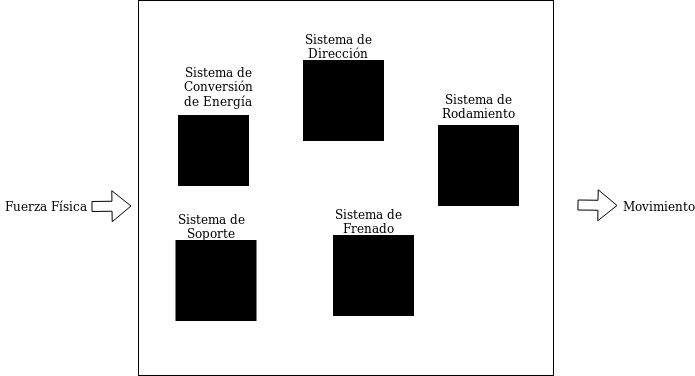 Sistema de
Dirección
Sistema de
Conversión
de Energía
Sistema de
Rodamiento
Fuerza Física
Movimiento
Sistema de
Soporte
Sistema de
Frenado